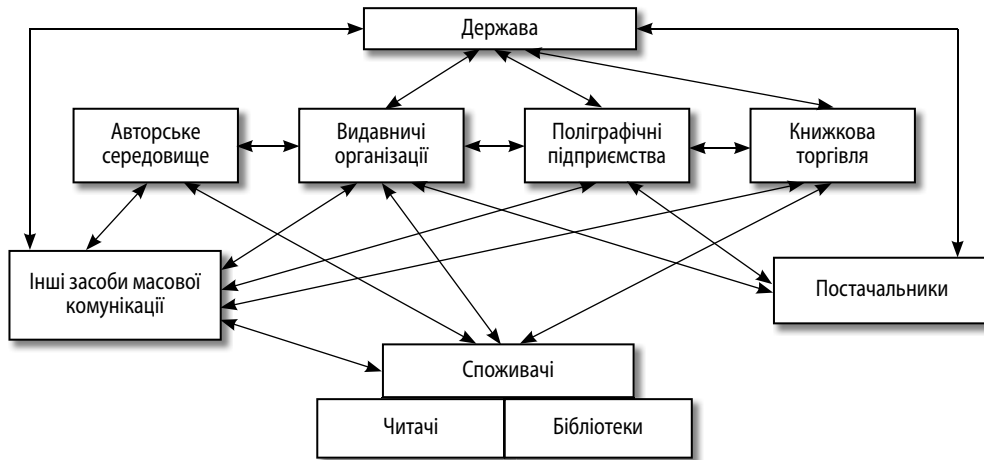 Держава
Авторське
середовище
Видавничі
організації
Поліграфічні
підприємства
Книжкова
торгівля
Інші засоби масової
комунікації
Постачальники
Споживачі
Читачі
Бібліотеки